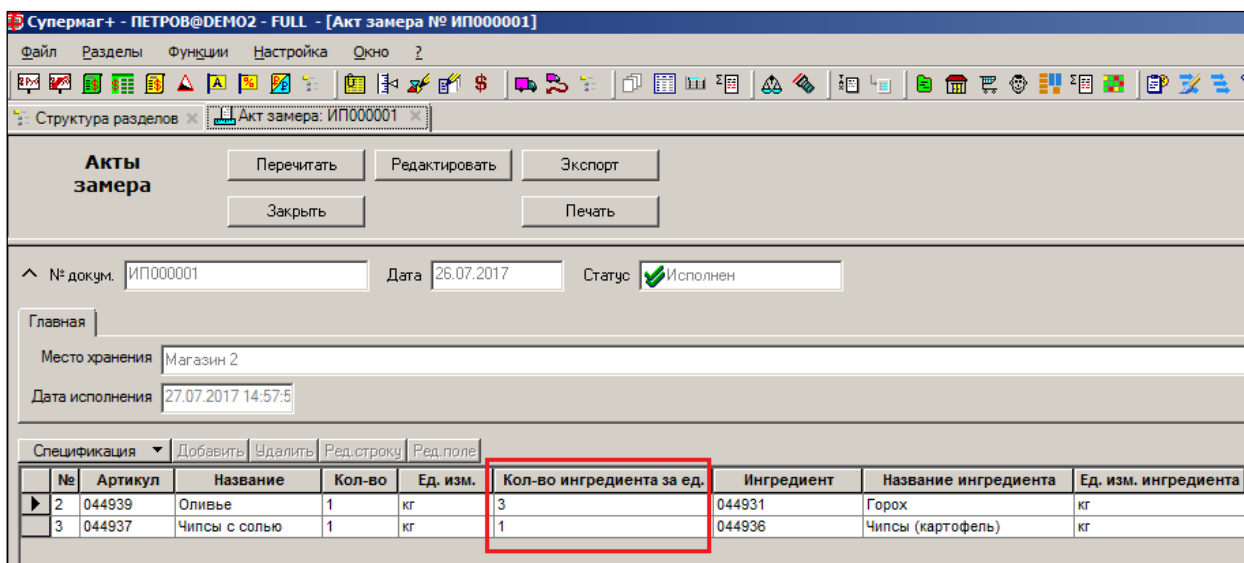 Супермаг+ - ПЕТРОВ@DEMO2 - FULL - [Акт замера № ИП000001]
Файл Разделы Функции Настройка Окно ?
Структура разделов Акт замера: ИП000001
Акты замера
Перечитать Редактировать Экспорт
Закрыть Печать
№ докум. ИП000001 Дата 26.07.2017 Статус Исполнен
Главная
Место хранения Магазин 2
Дата исполнения 27.07.2017 14:57:5
Спецификация Добавить Удалить Ред.строку Ред.поле
№ Артикул Название Кол-во Ед. изм. Кол-во ингредиента за ед. Ингредиент Название ингредиента Ед. изм. ингредиента
2 044939 Оливье 1 кг 3 044931 Горох кг
3 044937 Чипсы с солью 1 кг 1 044936 Чипсы (картофель) кг